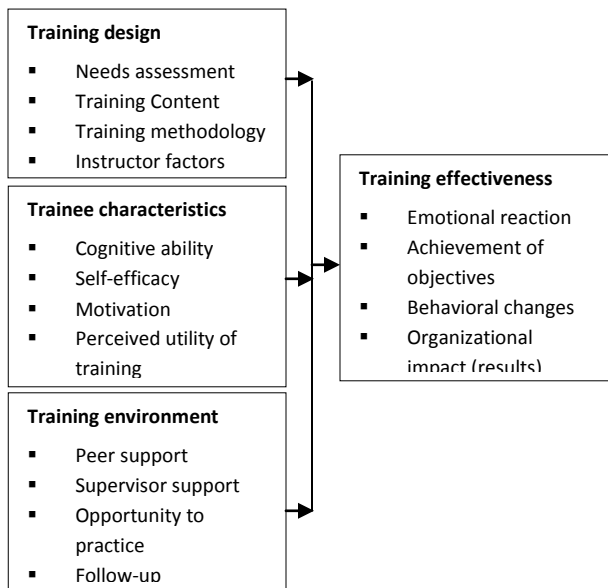 Training design
▪ Needs assessment
▪ Training Content
▪ Training methodology
▪ Instructor factors
Trainee characteristics
▪ Cognitive ability
▪ Self-efficacy
▪ Motivation
▪ Perceived utility of
training
Training environment
▪ Peer support
▪ Supervisor support
▪ Opportunity to
practice
▪ Follow-up
Training effectiveness
▪ Emotional reaction
▪ Achievement of
objectives
▪ Behavioral changes
▪ Organizational
impact (results)